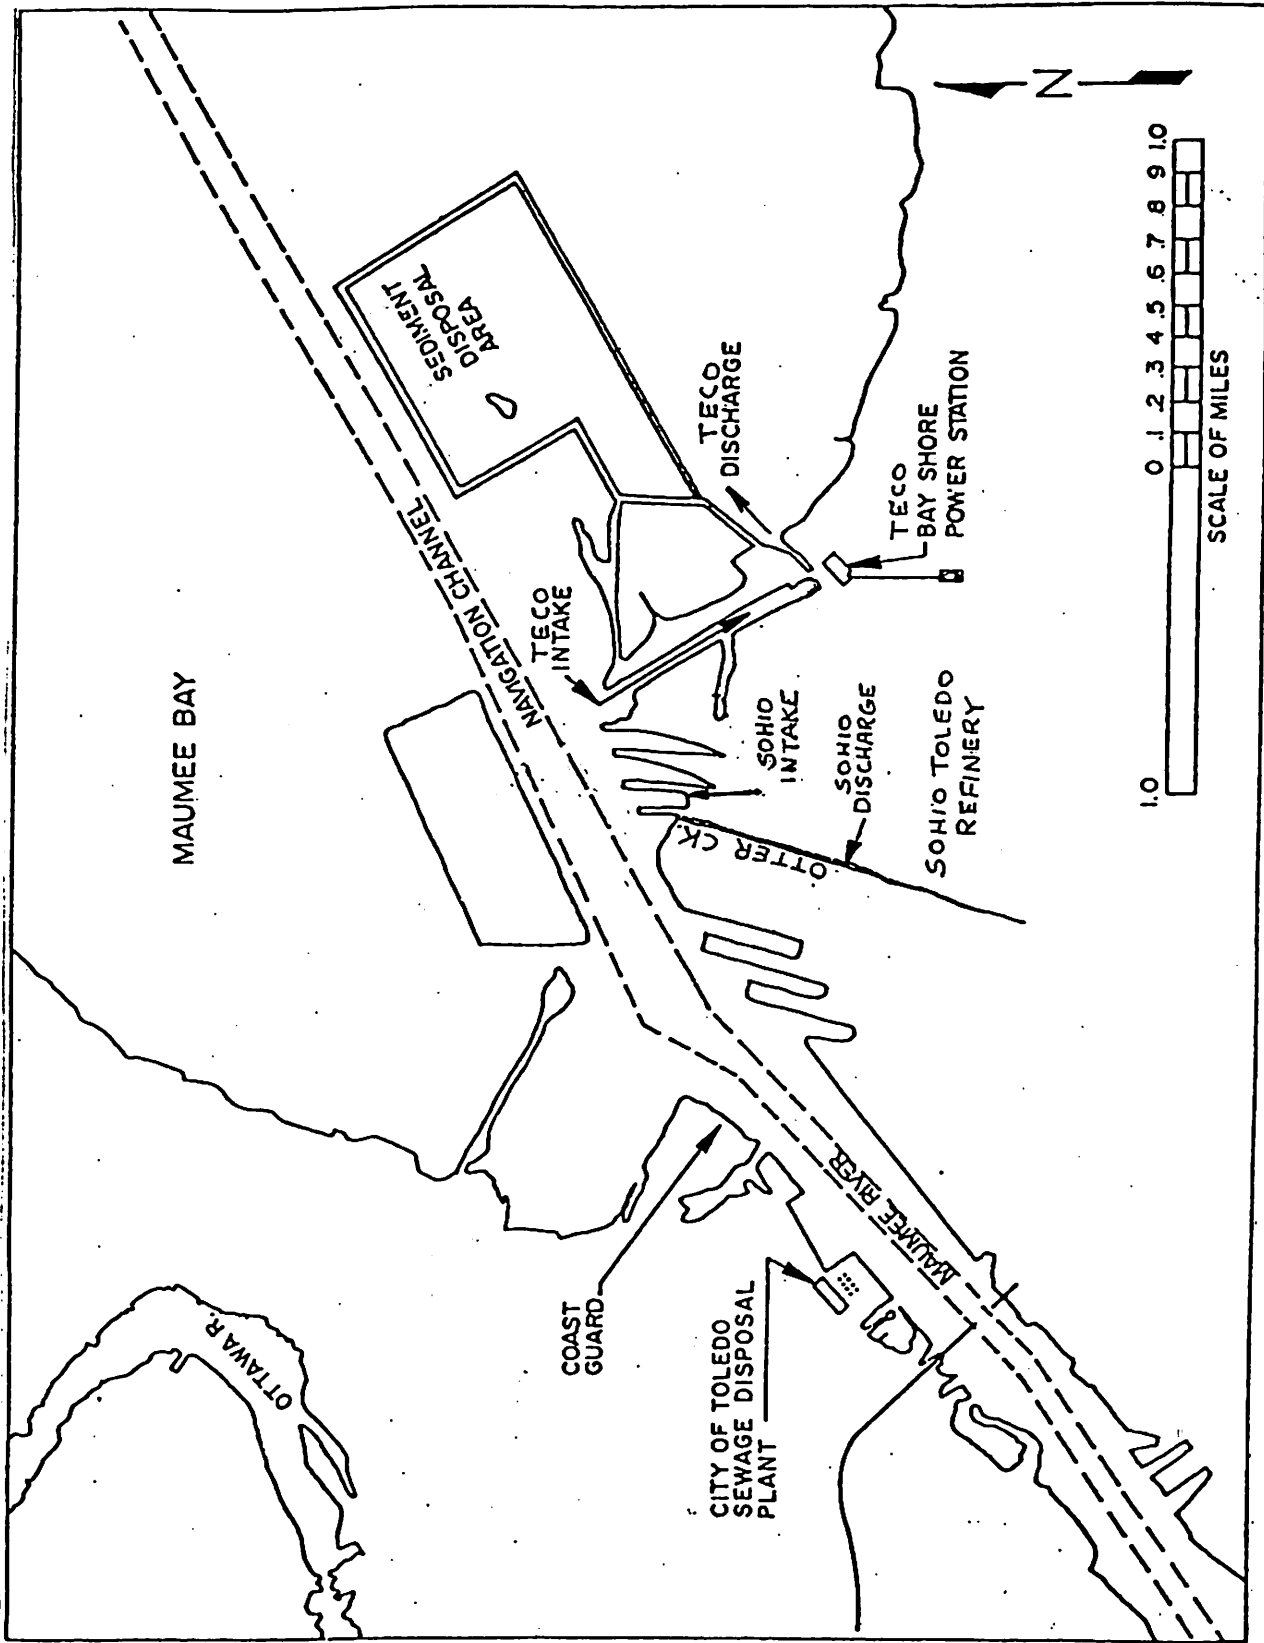 MAUMEE BAY
NAVIGATION CHANNEL
SEDIMENT
DISPOSAL
AREA
OTTAWA R.
COAST
GUARD
CITY OF TOLEDO
SEWAGE DISPOSAL
PLANT
MAUMEE RIVER
TECO
INTAKE
TECO
DISCHARGE
SOHIO
INTAKE
OTTER CK.
SOHIO
DISCHARGE
SOHIO TOLEDO
REFINERY
TECO
BAY SHORE
POWER STATION
N
1.0 0 .1 .2 .3 .4 .5 .6 .7 .8 .9 1.0
SCALE OF MILES